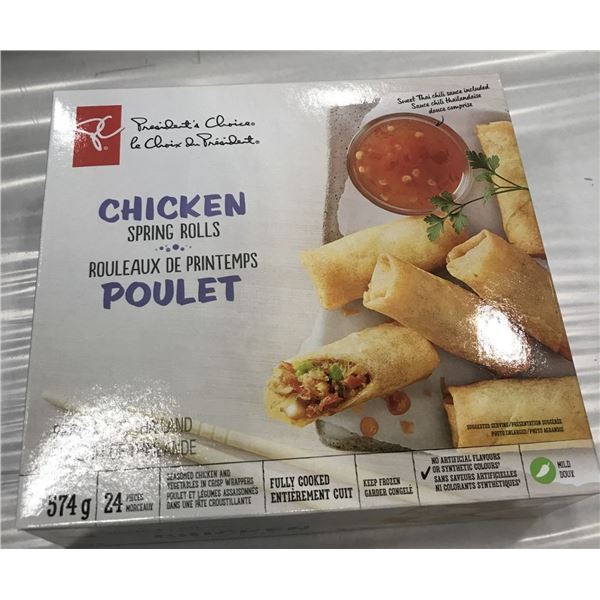 Sweet Thai chili sauce included
Sauce chili thaïlandaise
douce comprise
PC
President's Choice®
le Choix du Président®
CHICKEN
SPRING ROLLS
ROULEAUX DE PRINTEMPS
POULET
SUGGESTED SERVING/PRÉSENTATION SUGGÉRÉE
PHOTO ENLARGED/PHOTO AGRANDIE
574 g
24 PIECES
MORCEAUX
SEASONED CHICKEN AND
VEGETABLES IN CRISP WRAPPERS
POULET ET LÉGUMES ASSAISONNÉS
DANS UNE PÂTE CROUSTILLANTE
FULLY COOKED
ENTIÈREMENT CUIT
KEEP FROZEN
GARDER CONGELÉ
NO ARTIFICIAL FLAVOURS
OR SYNTHETIC COLOURS
SANS SAVEURS ARTIFICIELLES
NI COLORANTS SYNTHÉTIQUES
MILD
DOUX